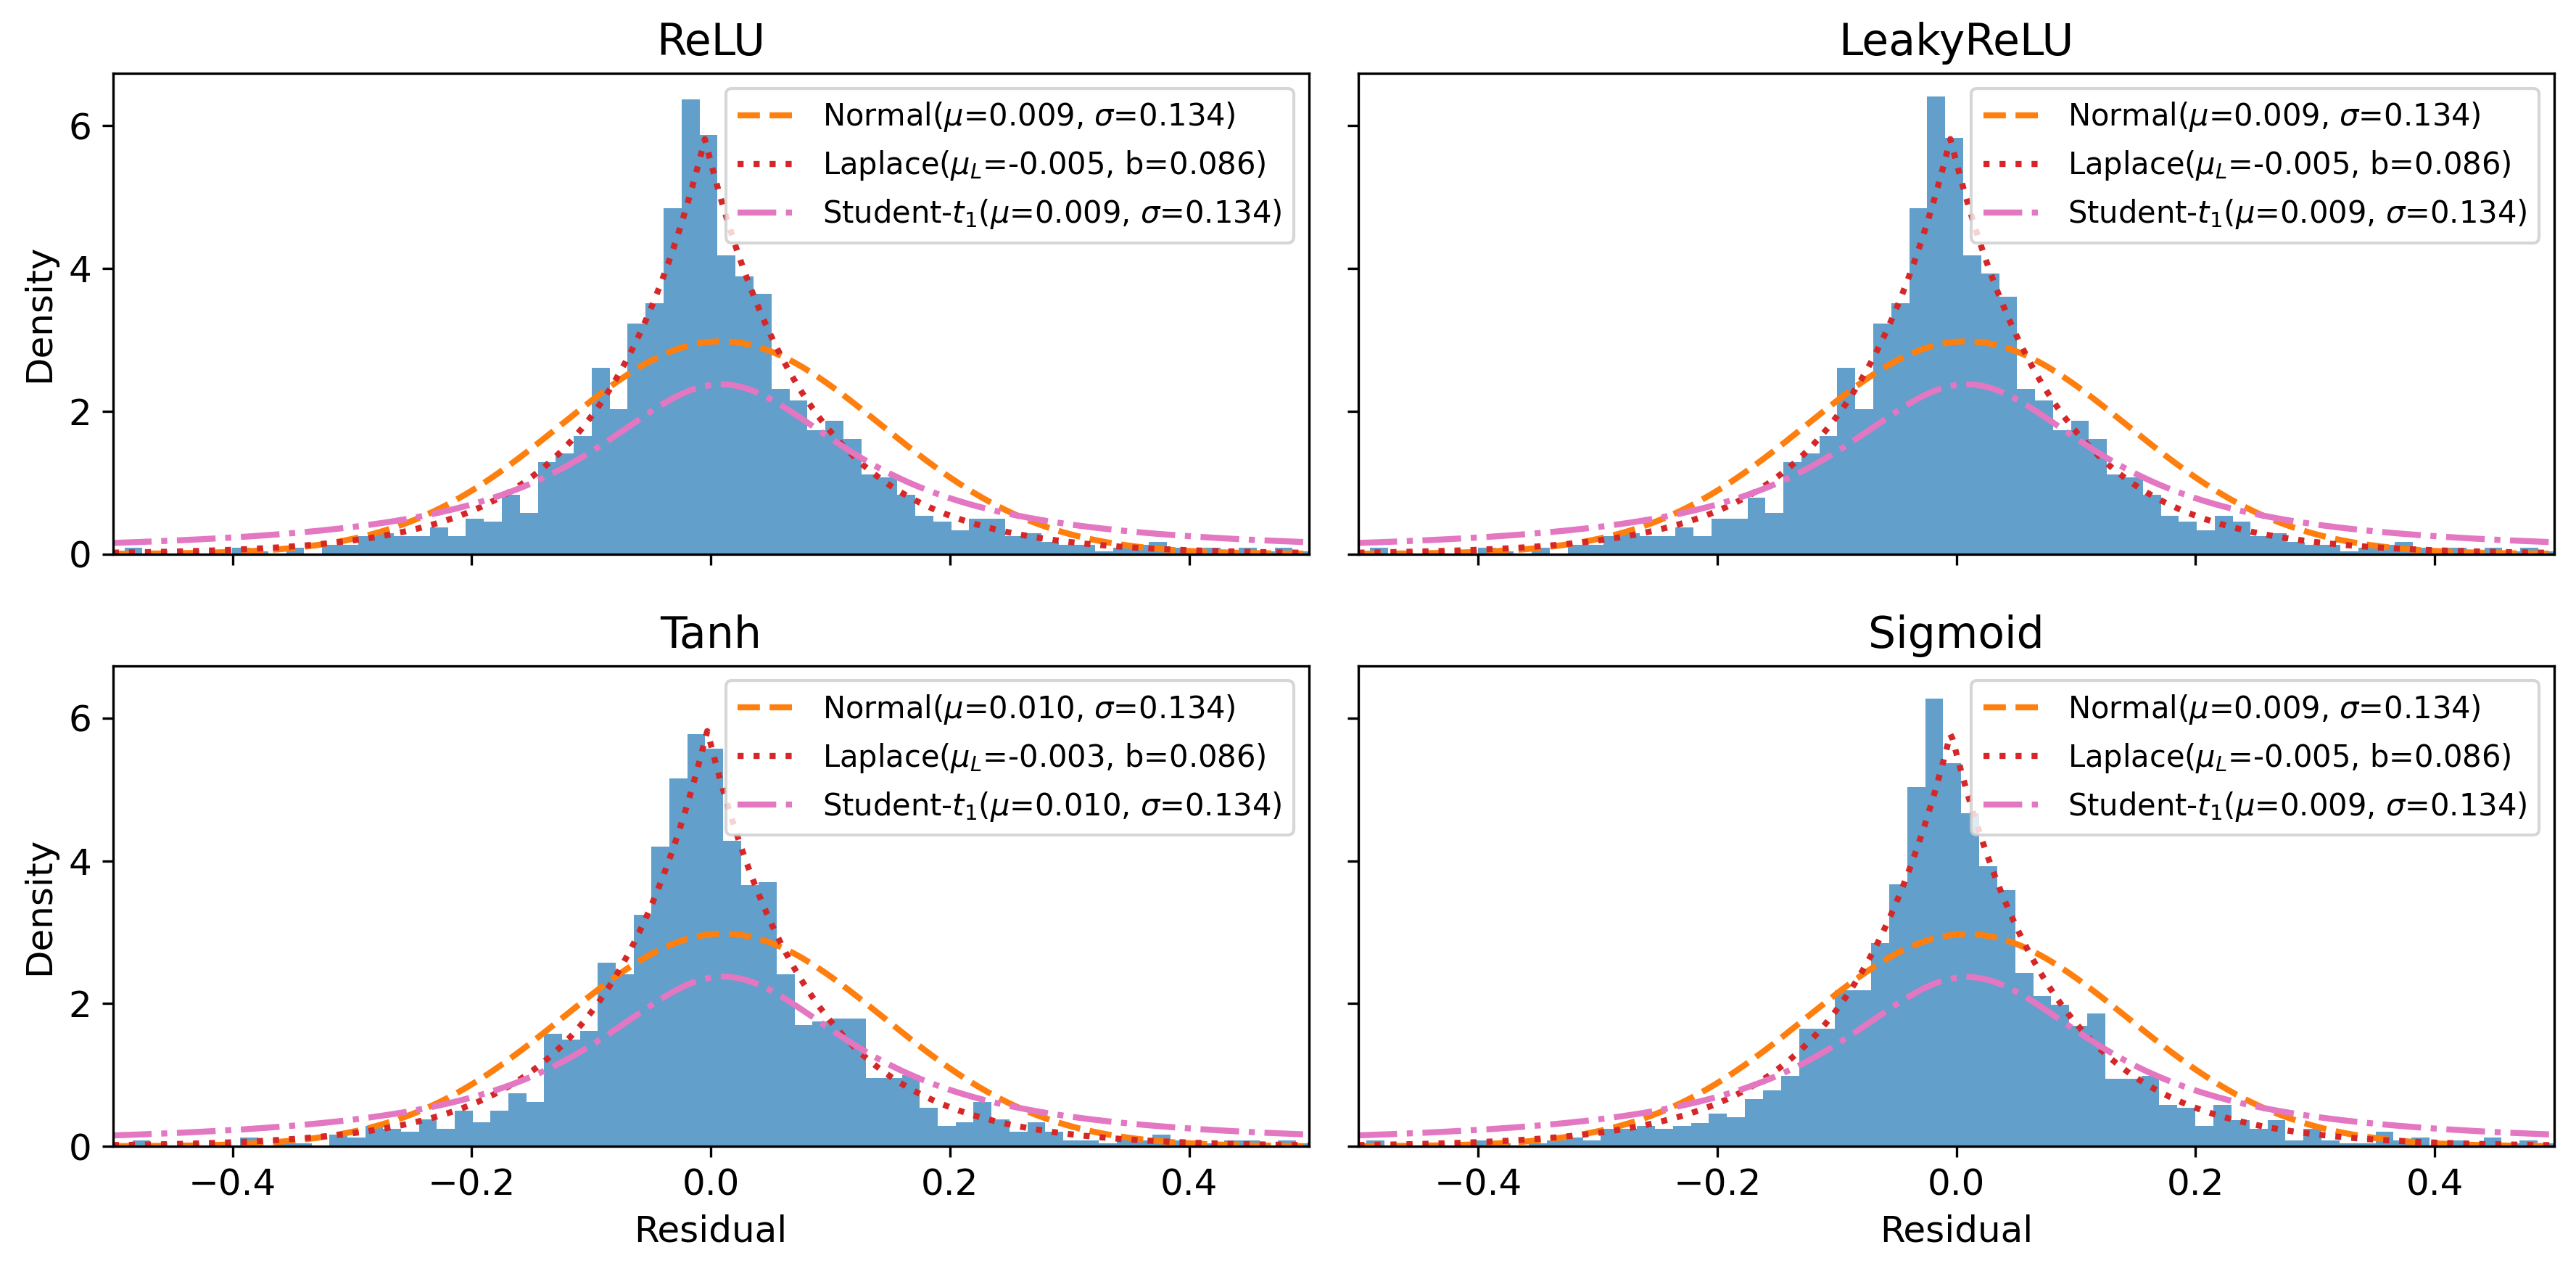 ReLU
6
4
2
0
Density
Normal(μ=0.009, σ=0.134)
Laplace(μL=-0.005, b=0.086)
Student-t1(μ=0.009, σ=0.134)
LeakyReLU
Normal(μ=0.009, σ=0.134)
Laplace(μL=-0.005, b=0.086)
Student-t1(μ=0.009, σ=0.134)
Tanh
6
4
2
0
Density
Normal(μ=0.010, σ=0.134)
Laplace(μL=-0.003, b=0.086)
Student-t1(μ=0.010, σ=0.134)
−0.4 −0.2 0.0 0.2 0.4
Residual
Sigmoid
Normal(μ=0.009, σ=0.134)
Laplace(μL=-0.005, b=0.086)
Student-t1(μ=0.009, σ=0.134)
−0.4 −0.2 0.0 0.2 0.4
Residual